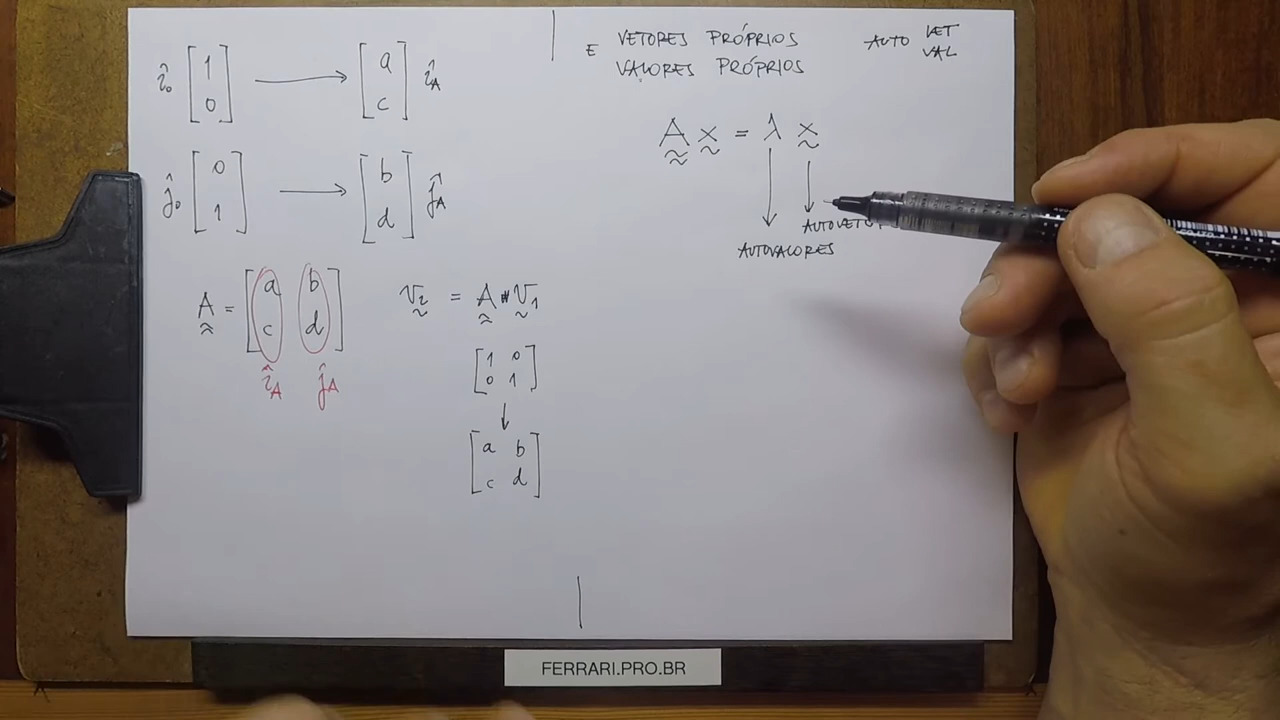 î₀ [1 0] → [a c] î_A
ĵ₀ [0 1] → [b d] ĵ_A
A = [a b
c d]
î_A ĵ_A
v₂ = A * v₁
[1 0
0 1]
↓
[a b
c d]
E VETORES PRÓPRIOS
VALORES PRÓPRIOS
AUTO VET
VAL
A x = λ x
AUTOVALORES
FERRARI.PRO.BR